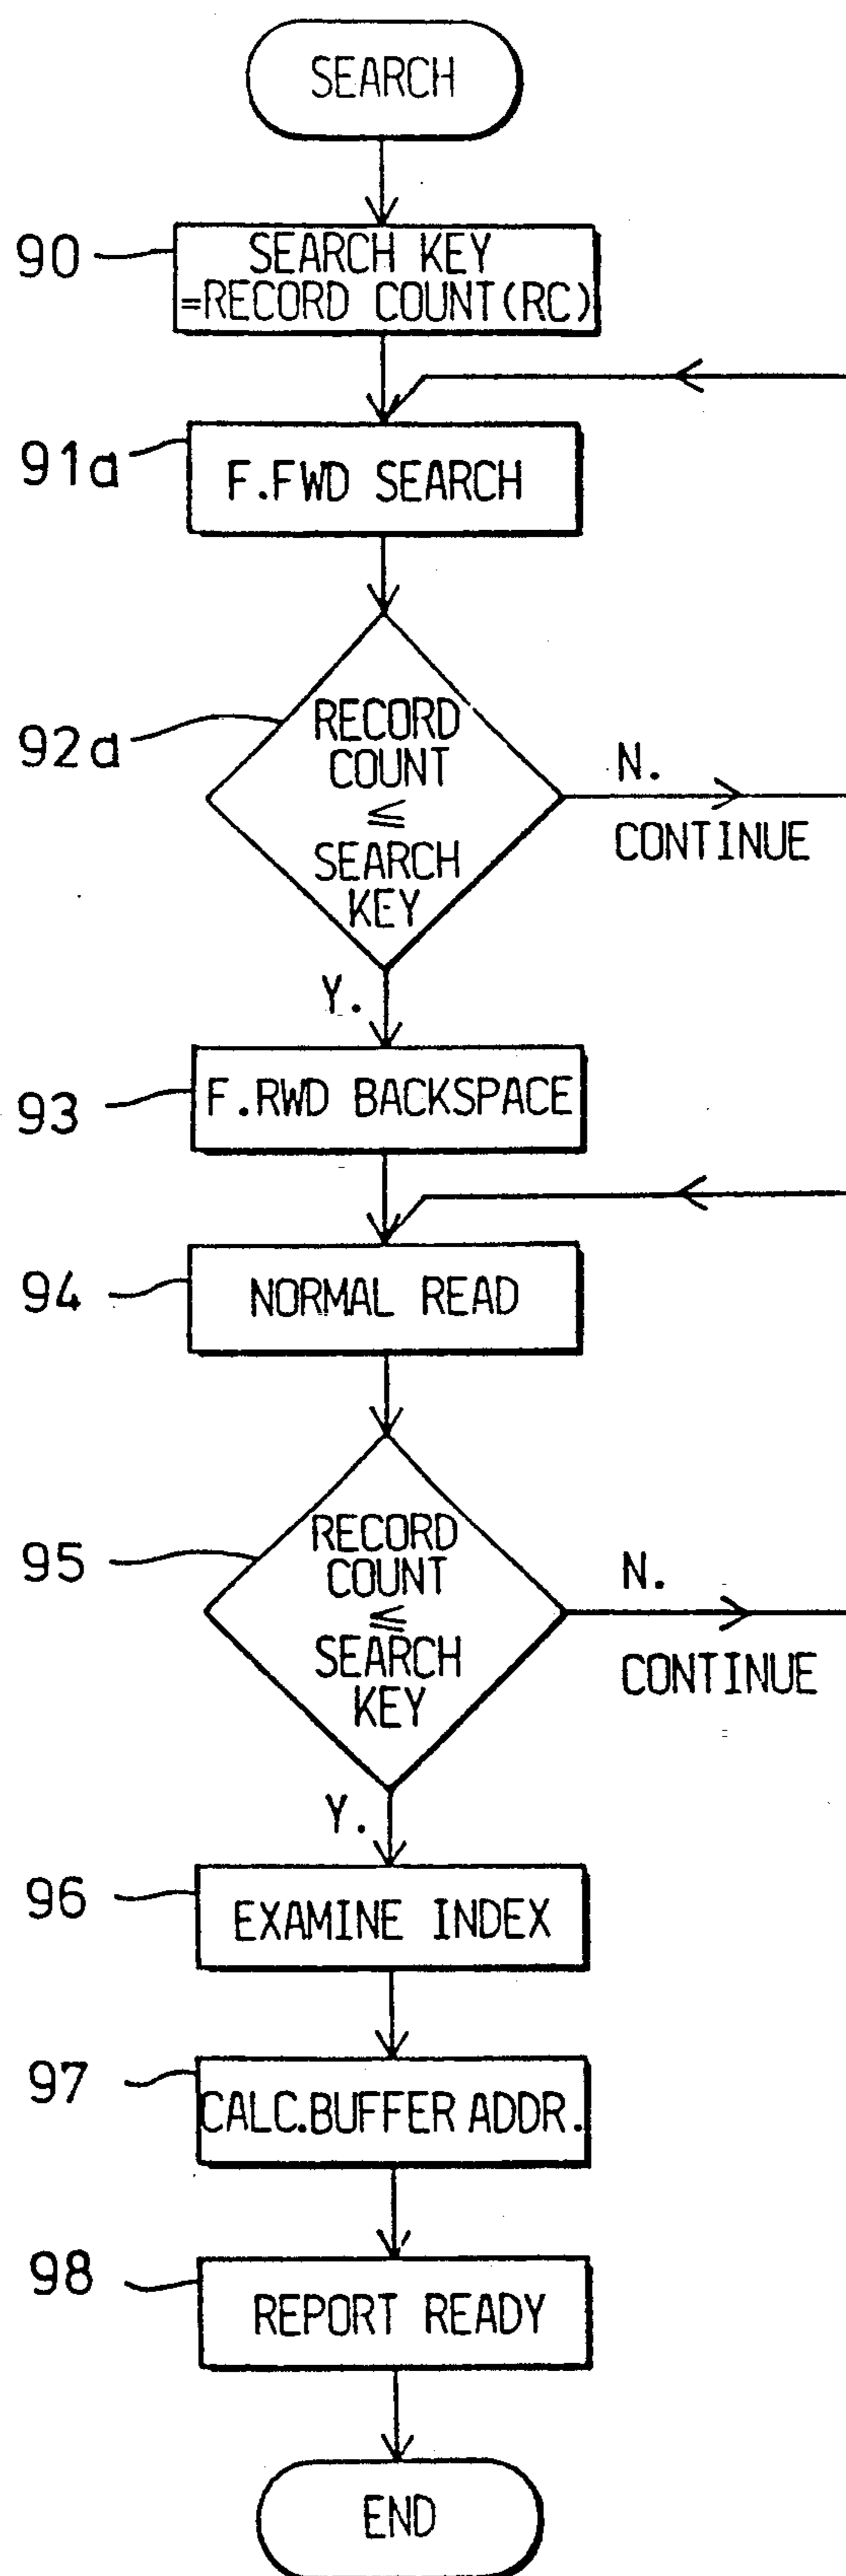 SEARCH
90
SEARCH KEY
=RECORD COUNT(RC)
91a
F.FWD SEARCH
92a
RECORD
COUNT
≦
SEARCH
KEY
N.
CONTINUE
Y.
93
F.RWD BACKSPACE
94
NORMAL READ
95
RECORD
COUNT
≦
SEARCH
KEY
N.
CONTINUE
Y.
96
EXAMINE INDEX
97
CALC.BUFFER ADDR.
98
REPORT READY
END